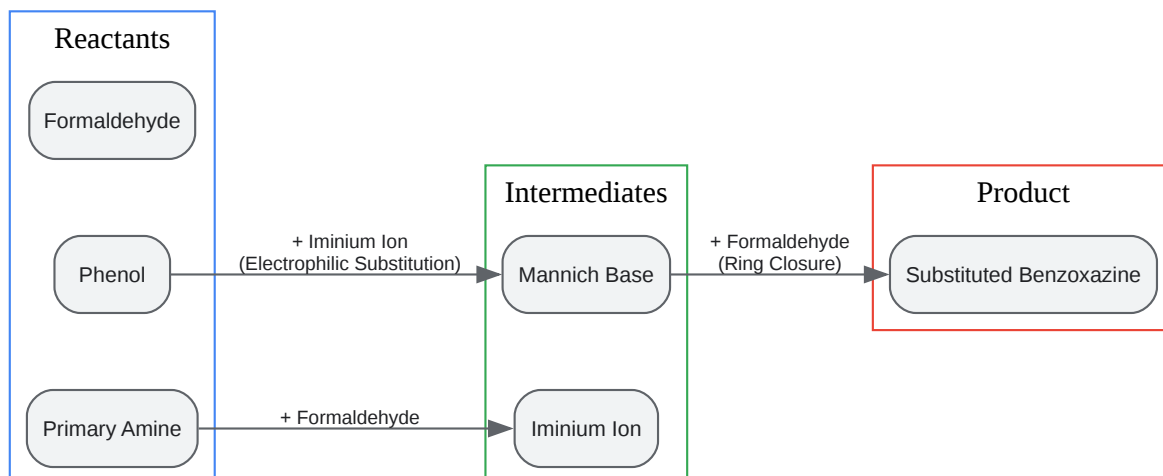 Reactants
Formaldehyde
Phenol
Primary Amine
+ Iminium Ion
(Electrophilic Substitution)
+ Formaldehyde
Intermediates
Mannich Base
Iminium Ion
+ Formaldehyde
(Ring Closure)
Product
Substituted Benzoxazine